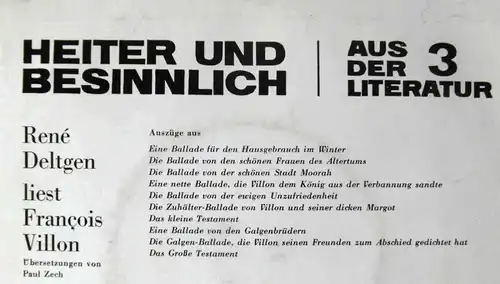 HEITER UND
BESINNLICH
AUS
DER 3
LITERATUR
René
Deltgen
liest
François
Villon
Übersetzungen von
Paul Zech
Auszüge aus
Eine Ballade für den Hausgebrauch im Winter
Die Ballade von den schönen Frauen des Altertums
Die Ballade von der schönen Stadt Moorah
Eine nette Ballade, die Villon dem König aus der Verbannung sandte
Die Ballade von der ewigen Unzufriedenheit
Die Zuhälter-Ballade von Villon und seiner dicken Margot
Das kleine Testament
Eine Ballade von den Galgenbrüdern
Die Galgen-Ballade, die Villon seinen Freunden zum Abschied gedichtet hat
Das Große Testament